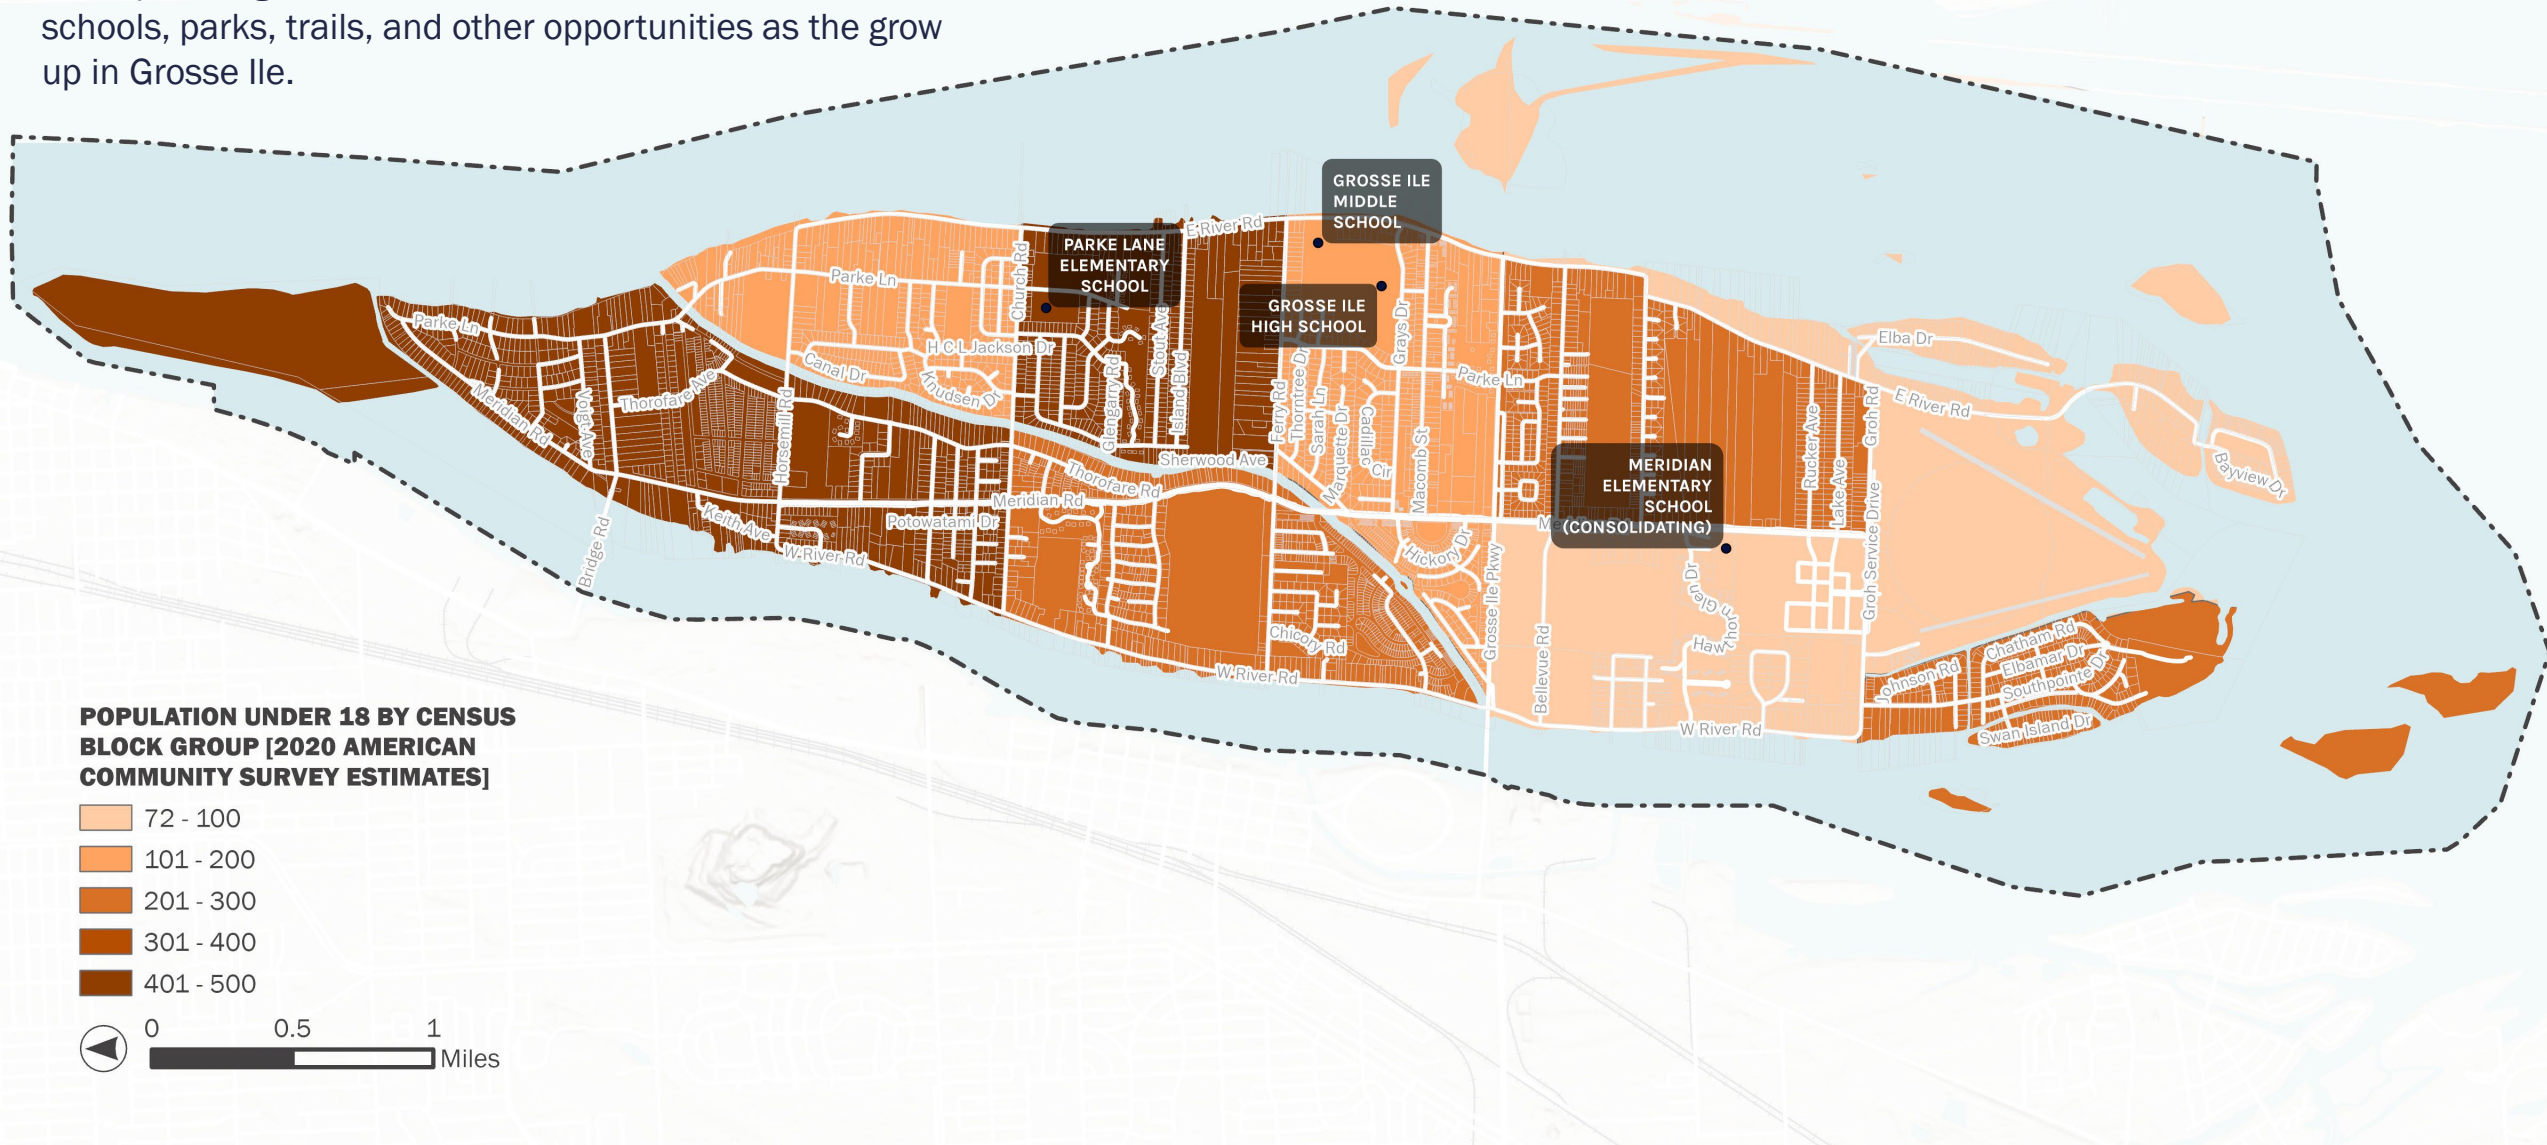 schools, parks, trails, and other opportunities as the grow
up in Grosse Ile.
GROSSE ILE
MIDDLE
SCHOOL
PARKE LANE
ELEMENTARY
SCHOOL
GROSSE ILE
HIGH SCHOOL
MERIDIAN
ELEMENTARY
SCHOOL
(CONSOLIDATING)
E River Rd
Parke Ln
Church Rd
Parke Ln
H C L Jackson Dr
Canal Dr
Knudsen Dr
Stout Ave
Island Blvd
Glengarry Rd
Grays Dr
Parke Ln
Elba Dr
E River Rd
Bayview Dr
Meridian Rd
Voigt Ave
Thorofare Ave
Horsemill Rd
Ferry Rd
Thorntree Dr
Sarah Ln
Marquette Dr
Cadillac Cir
Macomb St
Rucker Ave
Lake Ave
Groh Rd
Groh Service Drive
Sherwood Ave
Thorofare Rd
Meridian Rd
Potowatami Dr
Keith Ave
W River Rd
Bridge Rd
Hickory Dr
Grosse Ile Pkwy
Bellevue Rd
Chicory Rd
W River Rd
W River Rd
Johnson Rd
Chatham Rd
Elbamar Dr
Southpointe Dr
Swan Island Dr
POPULATION UNDER 18 BY CENSUS
BLOCK GROUP [2020 AMERICAN
COMMUNITY SURVEY ESTIMATES]
72 - 100
101 - 200
201 - 300
301 - 400
401 - 500
0 0.5 1
Miles